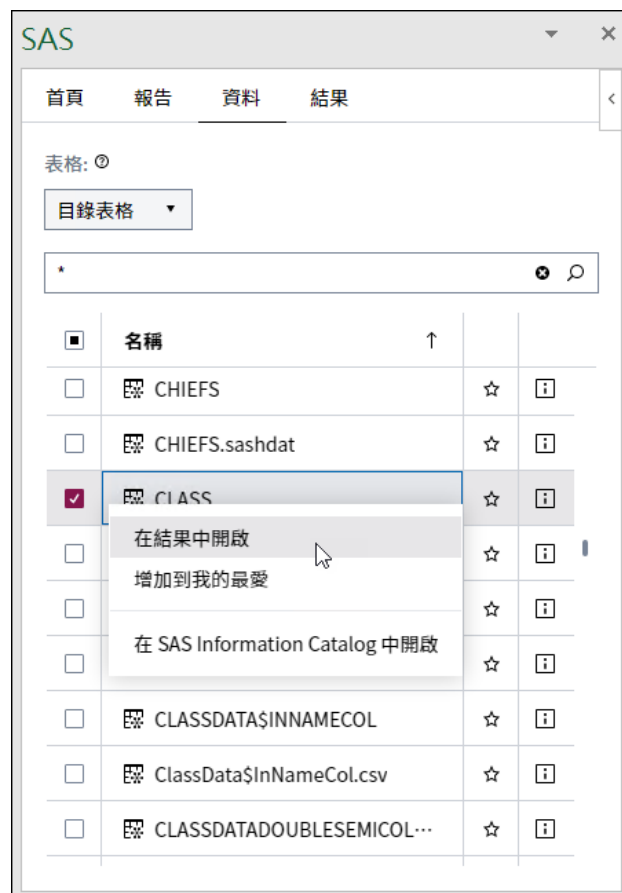 SAS
首頁 報告 資料 結果
表格:
目錄表格
*
名稱
CHIEFS
CHIEFS.sashdat
CLASS
在結果中開啟
增加到我的最愛
在 SAS Information Catalog 中開啟
CLASSDATA$INNAMECOL
ClassData$InNameCol.csv
CLASSDATADOUBLESEMICOL…